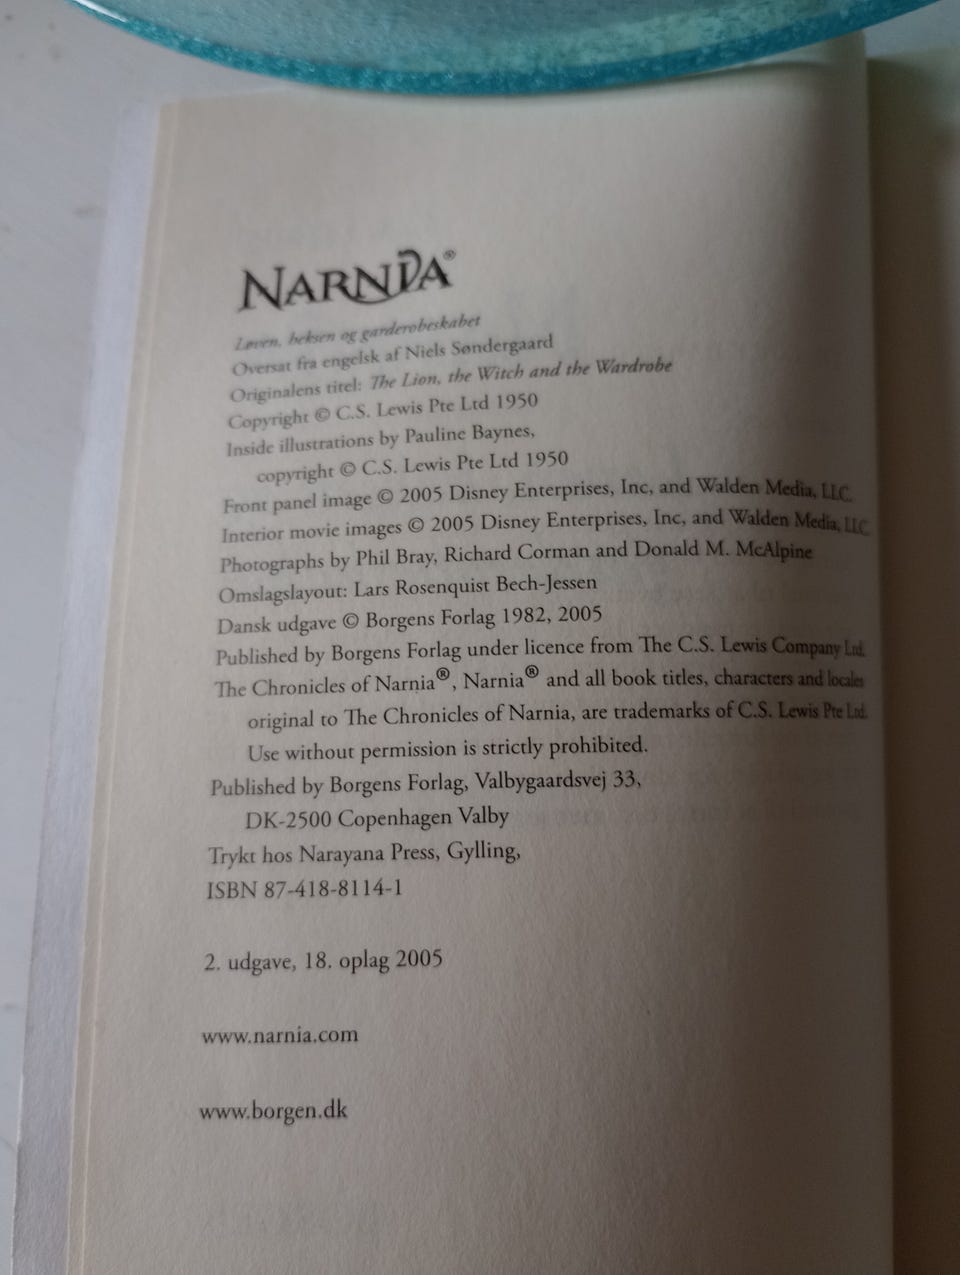 NARNIA®
Løven, heksen og garderobeskabet
Oversat fra engelsk af Niels Søndergaard
Originalens titel: The Lion, the Witch and the Wardrobe
Copyright © C.S. Lewis Pte Ltd 1950
Inside illustrations by Pauline Baynes,
copyright © C.S. Lewis Pte Ltd 1950
Front panel image © 2005 Disney Enterprises, Inc, and Walden Media, LLC.
Interior movie images © 2005 Disney Enterprises, Inc, and Walden Media, LLC.
Photographs by Phil Bray, Richard Corman and Donald M. McAlpine
Omslagslayout: Lars Rosenquist Bech-Jessen
Dansk udgave © Borgens Forlag 1982, 2005
Published by Borgens Forlag under licence from The C.S. Lewis Company Ltd.
The Chronicles of Narnia®, Narnia® and all book titles, characters and locales
original to The Chronicles of Narnia, are trademarks of C.S. Lewis Pte Ltd.
Use without permission is strictly prohibited.
Published by Borgens Forlag, Valbygaardsvej 33,
DK-2500 Copenhagen Valby
Trykt hos Narayana Press, Gylling,
ISBN 87-418-8114-1
2. udgave, 18. oplag 2005
www.narnia.com
www.borgen.dk